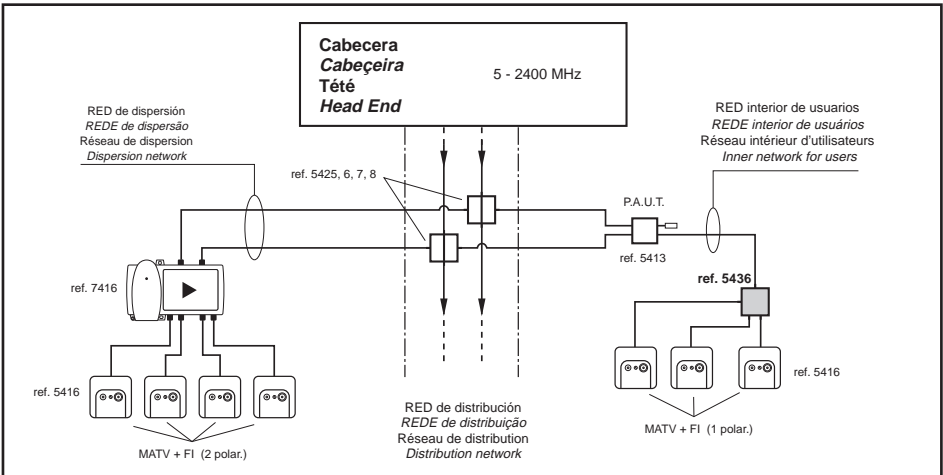 Cabecera
Cabeçeira
Tété
Head End
5 - 2400 MHz
RED de dispersión
REDE de dispersão
Réseau de dispersion
Dispersion network
RED interior de usuarios
REDE interior de usuários
Réseau intérieur d'utilisateurs
Inner network for users
ref. 5425, 6, 7, 8
P.A.U.T.
ref. 5413
ref. 7416
ref. 5436
ref. 5416
ref. 5416
MATV + FI (2 polar.)
RED de distribución
REDE de distribuição
Réseau de distribution
Distribution network
MATV + FI (1 polar.)